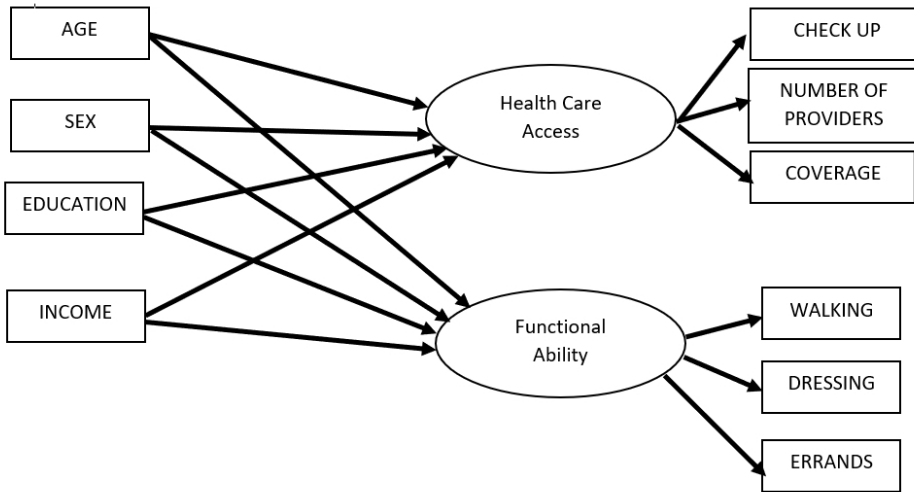 AGE
SEX
EDUCATION
INCOME
Health Care
Access
Functional
Ability
CHECK UP
NUMBER OF
PROVIDERS
COVERAGE
WALKING
DRESSING
ERRANDS